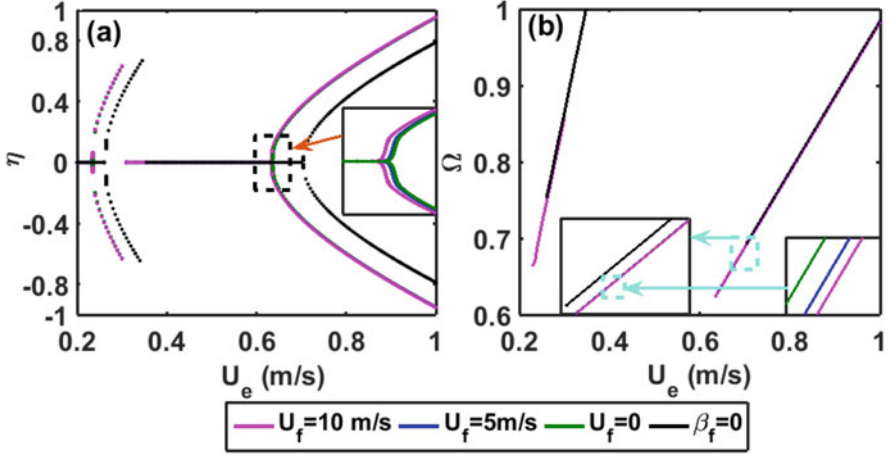 (a)
η
1
0.8
0.4
0
-0.4
-0.8
-1
0.2 0.4 0.6 0.8 1
U_e (m/s)
(b)
Ω
1
0.9
0.8
0.7
0.6
0.2 0.4 0.6 0.8 1
U_e (m/s)
U_f=10 m/s U_f=5m/s U_f=0 β_f=0